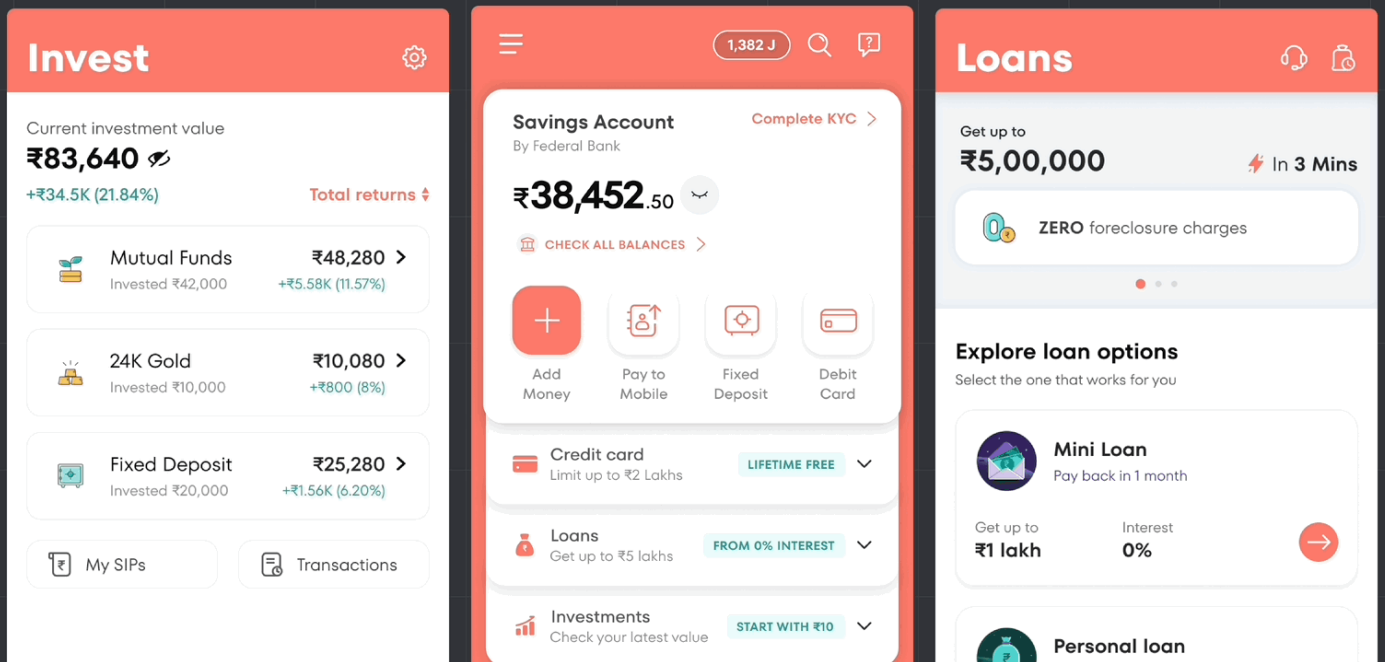 Invest
Current investment value
₹83,640
+₹34.5K (21.84%)
Total returns
Mutual Funds
₹48,280
Invested ₹42,000
+₹5.58K (11.57%)
24K Gold
₹10,080
Invested ₹10,000
+₹800 (8%)
Fixed Deposit
₹25,280
Invested ₹20,000
+₹1.56K (6.20%)
My SIPs
Transactions
1,382 J
Savings Account
Complete KYC
By Federal Bank
₹38,452.50
CHECK ALL BALANCES
Add
Money
Pay to
Mobile
Fixed
Deposit
Debit
Card
Credit card
Limit up to ₹2 Lakhs
LIFETIME FREE
Loans
Get up to ₹5 lakhs
FROM 0% INTEREST
Investments
Check your latest value
START WITH ₹10
Loans
Get up to
₹5,00,000
In 3 Mins
ZERO foreclosure charges
Explore loan options
Select the one that works for you
Mini Loan
Pay back in 1 month
Get up to
₹1 lakh
Interest
0%
Personal loan